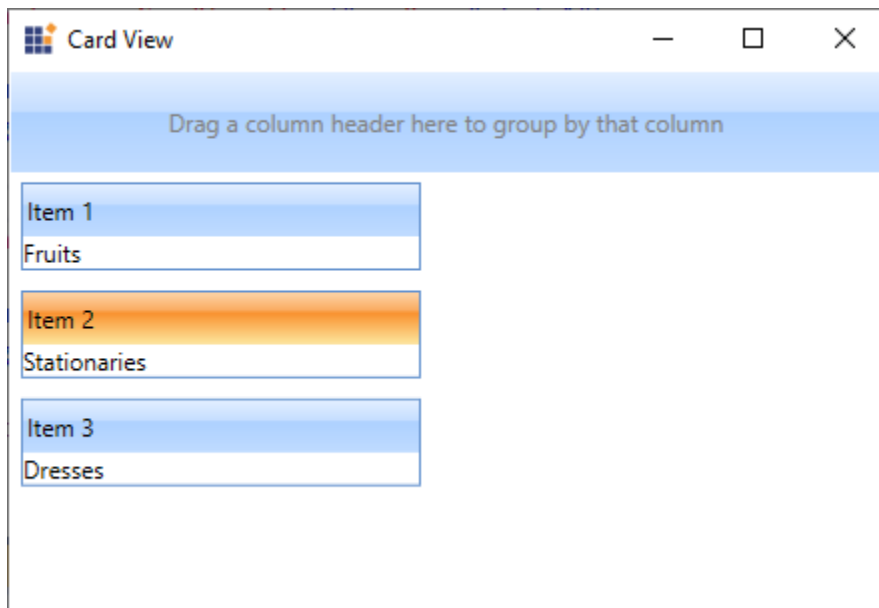 Card View
Drag a column header here to group by that column
Item 1
Fruits
Item 2
Stationaries
Item 3
Dresses